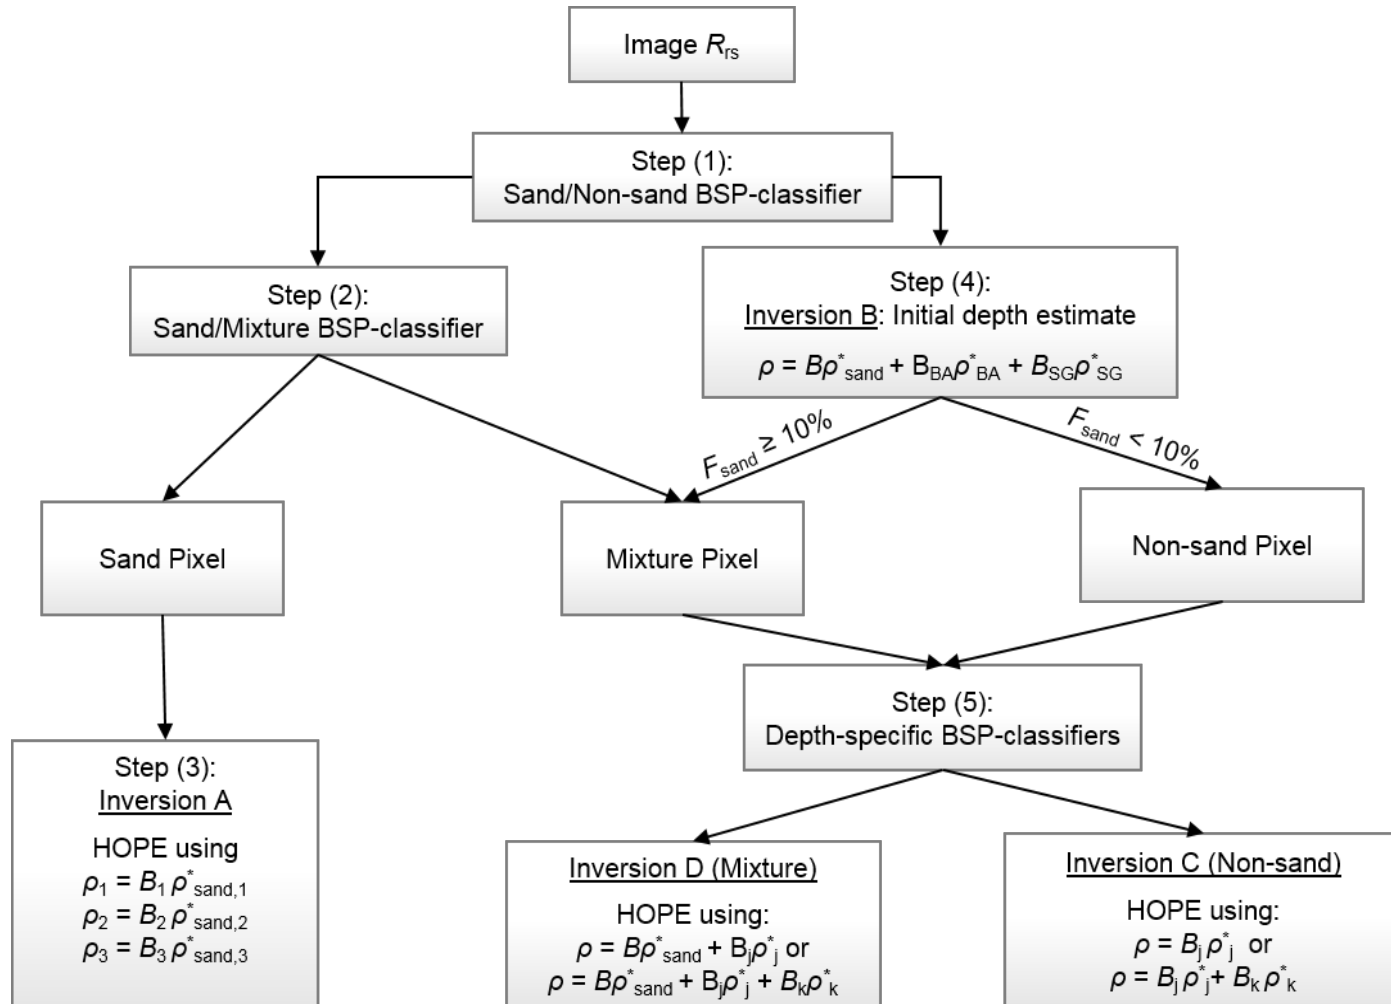 Image Rrs
Step (1):
Sand/Non-sand BSP-classifier
Step (2):
Sand/Mixture BSP-classifier
Step (4):
Inversion B: Initial depth estimate
ρ = Bρ*sand + BBAρ*BA + BSGρ*SG
Fsand ≥ 10%
Fsand < 10%
Sand Pixel
Mixture Pixel
Non-sand Pixel
Step (5):
Depth-specific BSP-classifiers
Step (3):
Inversion A
HOPE using
ρ1 = B1 ρ*sand,1
ρ2 = B2 ρ*sand,2
ρ3 = B3 ρ*sand,3
Inversion D (Mixture)
HOPE using:
ρ = Bρ*sand + Bjρ*j or
ρ = Bρ*sand + Bjρ*j + Bkρ*k
Inversion C (Non-sand)
HOPE using:
ρ = Bj ρ*j or
ρ = Bj ρ*j + Bk ρ*k